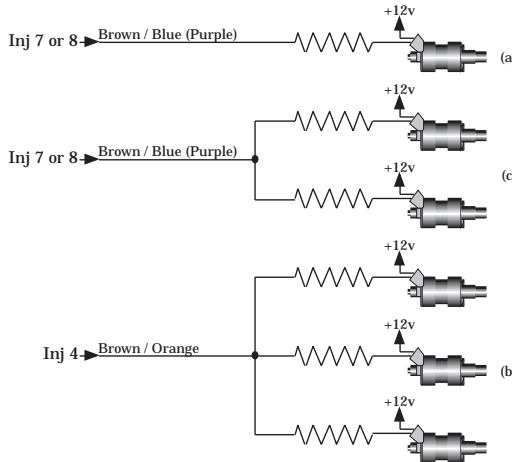 +12v
Inj 7 or 8 Brown / Blue (Purple)
(a
+12v
Inj 7 or 8 Brown / Blue (Purple)
(c
+12v
+12v
Inj 4 Brown / Orange
+12v
(b
+12v